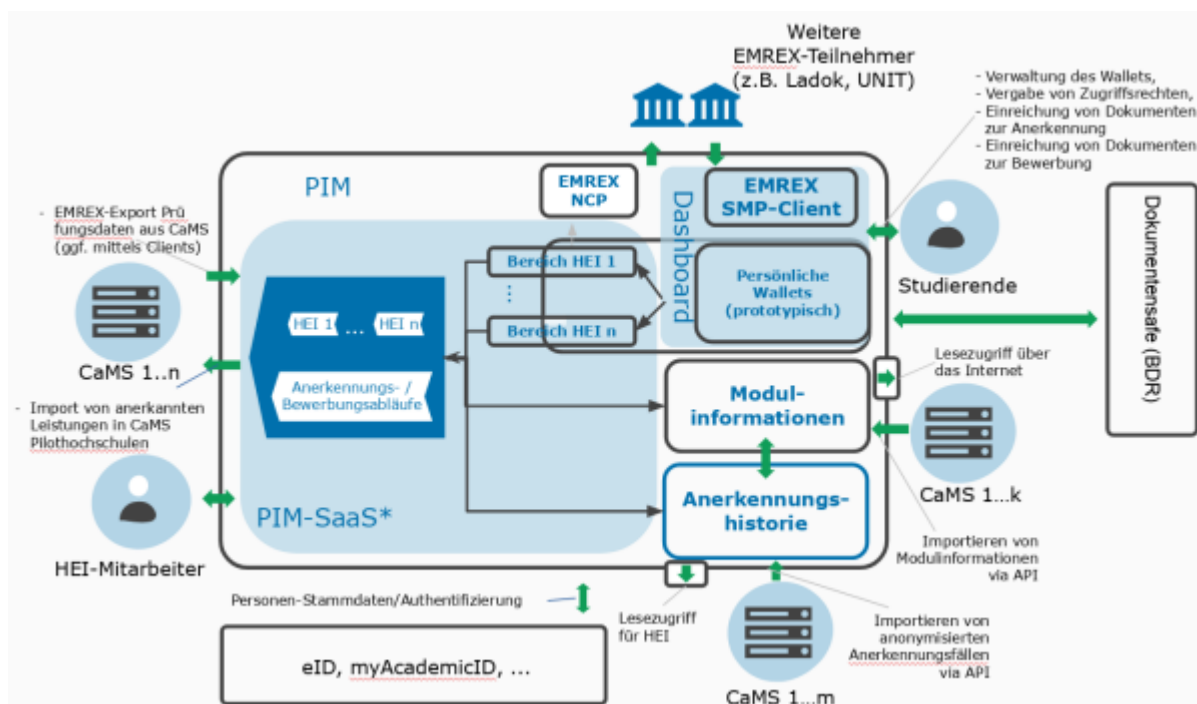 Weitere
EMREX-Teilnehmer
(z.B. Ladok, UNIT)
- Verwaltung des Wallets,
- Vergabe von Zugriffsrechten,
- Einreichung von Dokumenten
zur Anerkennung
- Einreichung von Dokumenten
zur Bewerbung
PIM
EMREX
NCP
EMREX
SMP-Client
Dashboard
- EMREX-Export Prü
fungsdaten aus CaMS
(ggf. mittels Clients)
Bereich HEI 1
⋮
Bereich HEI n
Persönliche
Wallets
(prototypisch)
Studierende
Dokumentensafe (BDR)
HEI 1 ... HEI n
Anerkennungs- /
Bewerbungsabläufe
CaMS 1..n
Lesezugriff über
das Internet
- Import von anerkannten
Leistungen in CaMS
Pilothochschulen
Modul-
informationen
CaMS 1...k
Anerkennungs-
historie
PIM-SaaS*
HEI-Mitarbeiter
Importieren von
Modulinformationen
via API
Personen-Stammdaten/Authentifizierung
Lesezugriff
für HEI
Importieren von
anonymisierten
Anerkennungsfällen
via API
eID, myAcademicID, ...
CaMS 1...m